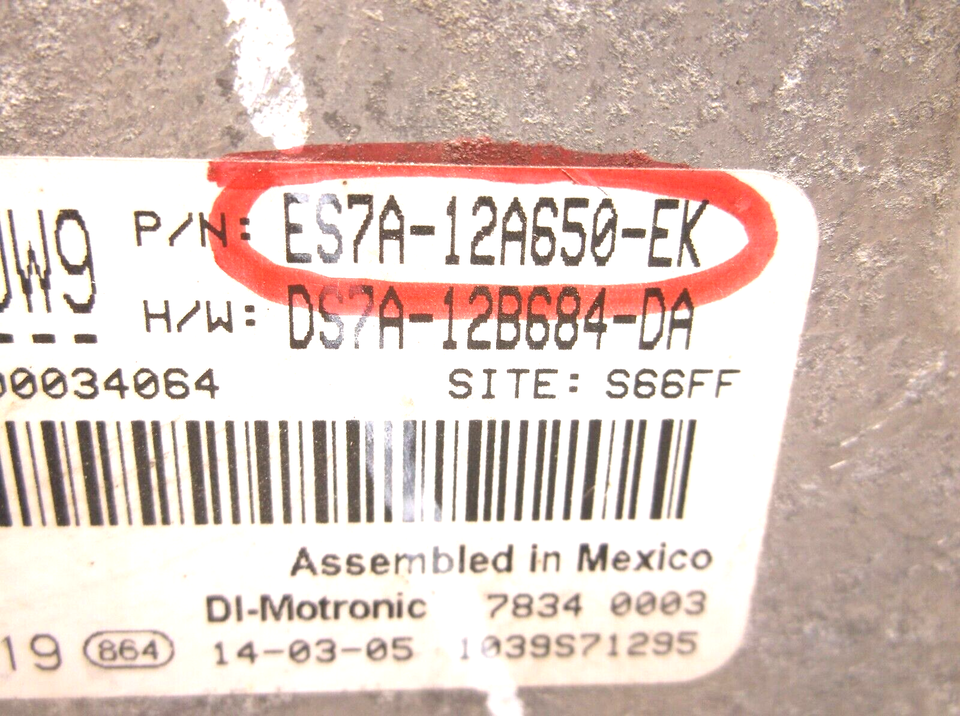 W9 P/N: ES7A-12A650-EK
H/W: DS7A-12B684-DA
---
00034064 SITE: S66FF
Assembled in Mexico
DI-Motronic 7834 0003
19 864 14-03-05 1039S71295